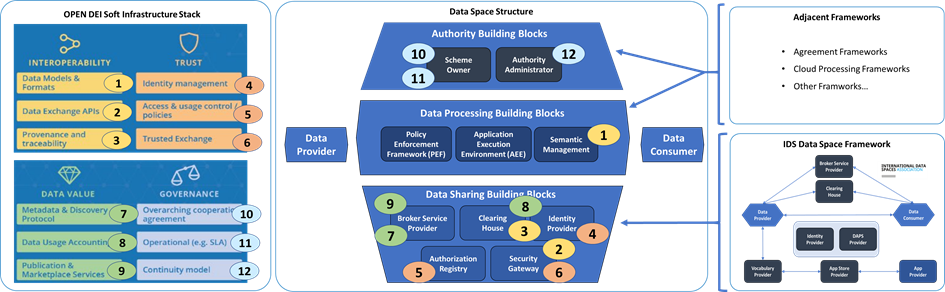 OPEN DEI Soft Infrastructure Stack
INTEROPERABILITY
TRUST
Data Models &
Formats
1
Identity management
4
Data Exchange APIs
2
Access & usage control /
policies
5
Provenance and
traceability
3
Trusted Exchange
6
DATA VALUE
GOVERNANCE
Metadata & Discovery
Protocol
7
Overarching cooperation
agreement
10
Data Usage Accounting
8
Operational (e.g. SLA)
11
Publication &
Marketplace Services
9
Continuity model
12
Data Space Structure
Authority Building Blocks
10
11
Scheme
Owner
Authority
Administrator
12
Data Processing Building Blocks
Policy
Enforcement
Framework (PEF)
Application
Execution
Environment (AEE)
Semantic
Management
1
Data
Provider
Data
Consumer
Data Sharing Building Blocks
9
Broker Service
Provider
7
8
Clearing
House
3
Identity
Provider
4
Authorization
Registry
5
2
Security
Gateway
6
Adjacent Frameworks
• Agreement Frameworks
• Cloud Processing Frameworks
• Other Framworks...
IDS Data Space Framework
Broker Service
Provider
INTERNATIONAL DATA
SPACES ASSOCIATION
Clearing
House
Data
Provider
Data
Consumer
Identity
Provider
DAPS
Provider
Vocabulary
Provider
App Store
Provider
App
Provider